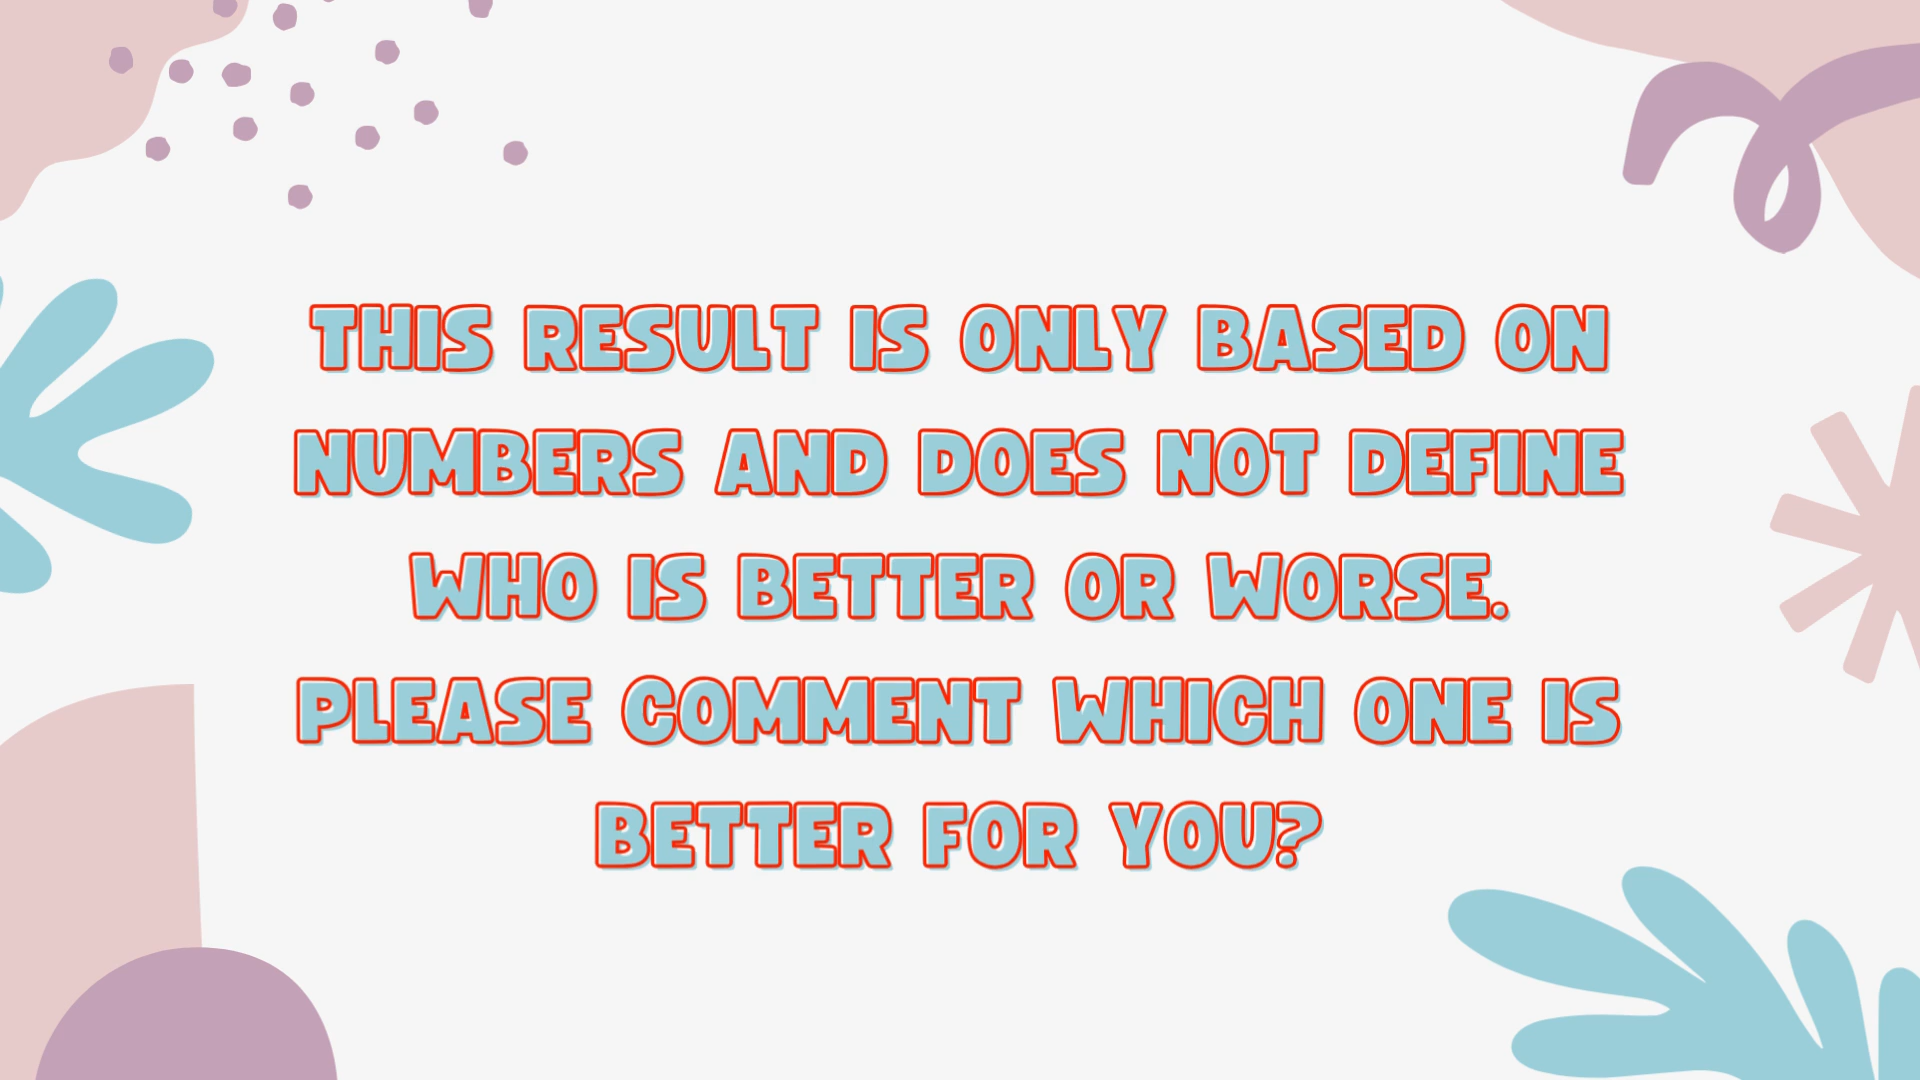 THIS RESULT IS ONLY BASED ON
NUMBERS AND DOES NOT DEFINE
WHO IS BETTER OR WORSE.
PLEASE COMMENT WHICH ONE IS
BETTER FOR YOU?